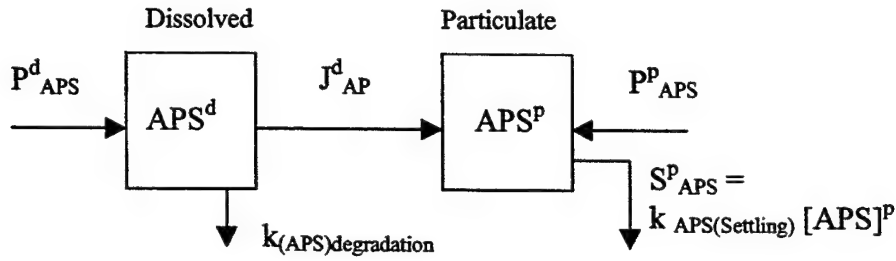 Dissolved Particulate
P^d_APS J^d_AP P^p_APS
APS^d APS^p
S^p_APS =
k_APS(Settling) [APS]^p
k_(APS)degradation